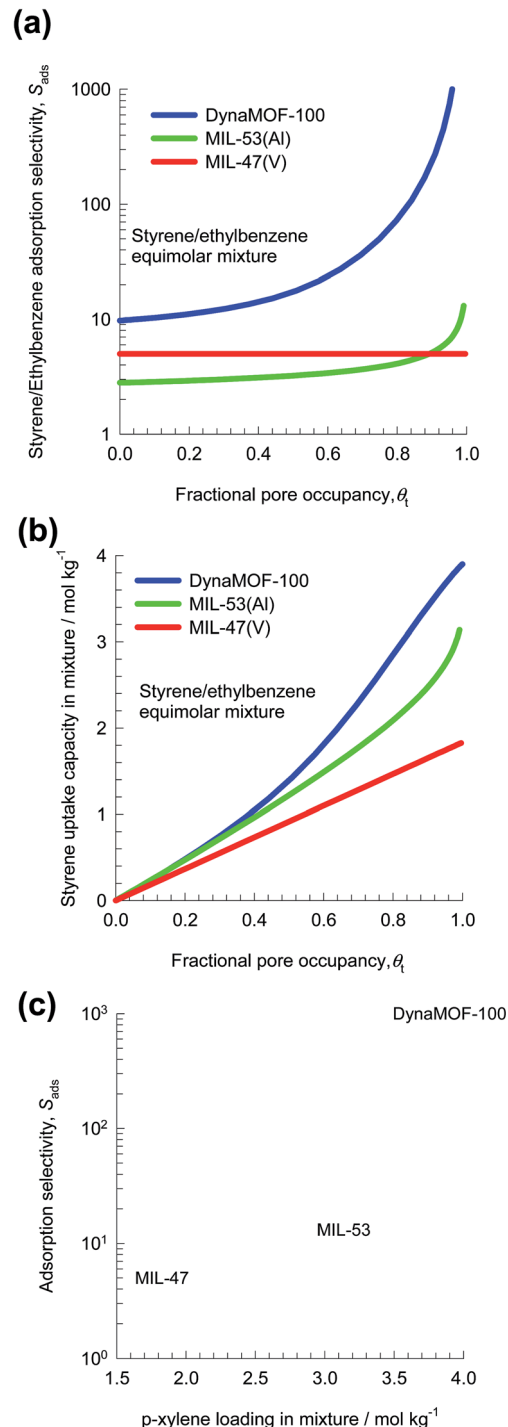 (a)
Styrene/Ethylbenzene adsorption selectivity, Sads
1000
100
10
1
DynaMOF-100
MIL-53(Al)
MIL-47(V)
Styrene/ethylbenzene
equimolar mixture
0.0 0.2 0.4 0.6 0.8 1.0
Fractional pore occupancy,θt
(b)
Styrene uptake capacity in mixture / mol kg-1
4
3
2
1
0
DynaMOF-100
MIL-53(Al)
MIL-47(V)
Styrene/ethylbenzene
equimolar mixture
0.0 0.2 0.4 0.6 0.8 1.0
Fractional pore occupancy,θt
(c)
Adsorption selectivity, Sads
10³
10²
10¹
10⁰
DynaMOF-100
MIL-53
MIL-47
1.5 2.0 2.5 3.0 3.5 4.0
p-xylene loading in mixture / mol kg-1